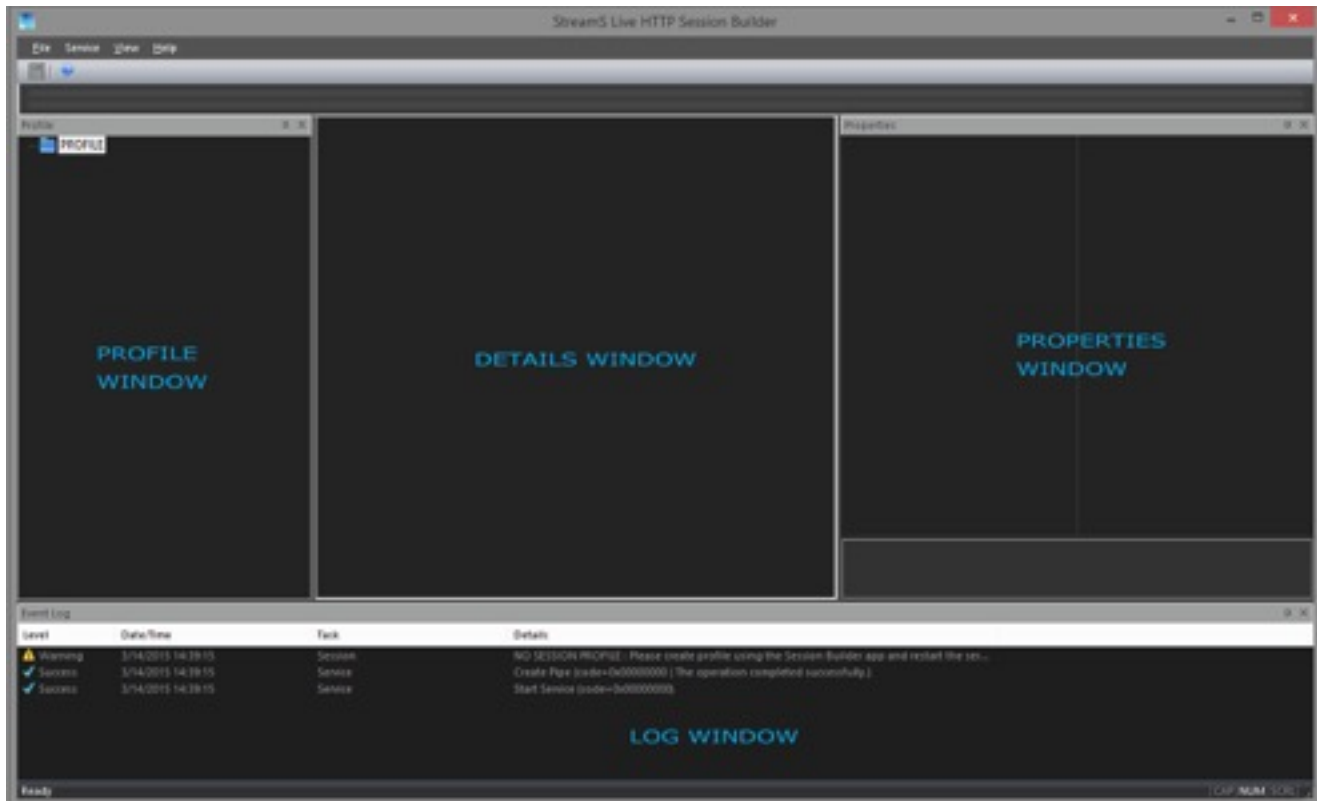 StreamS Live HTTP Session Builder
File Service View Help
Profile
Properties
PROFILE
PROFILE
WINDOW
DETAILS WINDOW
PROPERTIES
WINDOW
Event Log
Level Date/Time Task Details
Warning 3/14/2015 14:39:15 Session NO SESSION PROFILE : Please create profile using the Session Builder app and restart the ser...
Success 3/14/2015 14:39:15 Service Create Pipe (code=0x00000000 | The operation completed successfully.)
Success 3/14/2015 14:39:15 Service Start Service (code=0x00000000)
LOG WINDOW
Ready CAP NUM SCRL